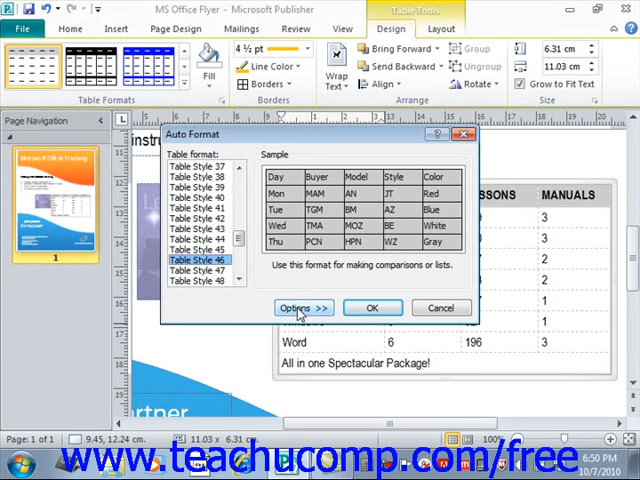 MS Office Flyer - Microsoft Publisher
Table Tools
File Home Insert Page Design Mailings Review View Design Layout
Fill
4 ½ pt
Line Color
Borders
Wrap Text
Bring Forward
Send Backward
Align
Group
Ungroup
Rotate
6.31 cm
11.03 cm
Grow to Fit Text
Table Formats Borders Arrange Size
Page Navigation
1
Auto Format
Table format:
Table Style 37
Table Style 38
Table Style 39
Table Style 40
Table Style 41
Table Style 42
Table Style 43
Table Style 44
Table Style 45
Table Style 46
Table Style 47
Table Style 48
Sample
Day Buyer Model Style Color
Mon MAM AN JT Red
Tue TGM BM AZ Blue
Wed TMA MOZ BE White
Thu PCN HPN WZ Gray
Use this format for making comparisons or lists.
Options >> OK Cancel
MANUALS
3
3
2
1
1
Word 6 196 3
All in one Spectacular Package!
Page: 1 of 1 9.45, 12.24 cm. 11.03 x 6.31 cm. 100%
www.teachucomp.com/free
6:50 PM
10/7/2010